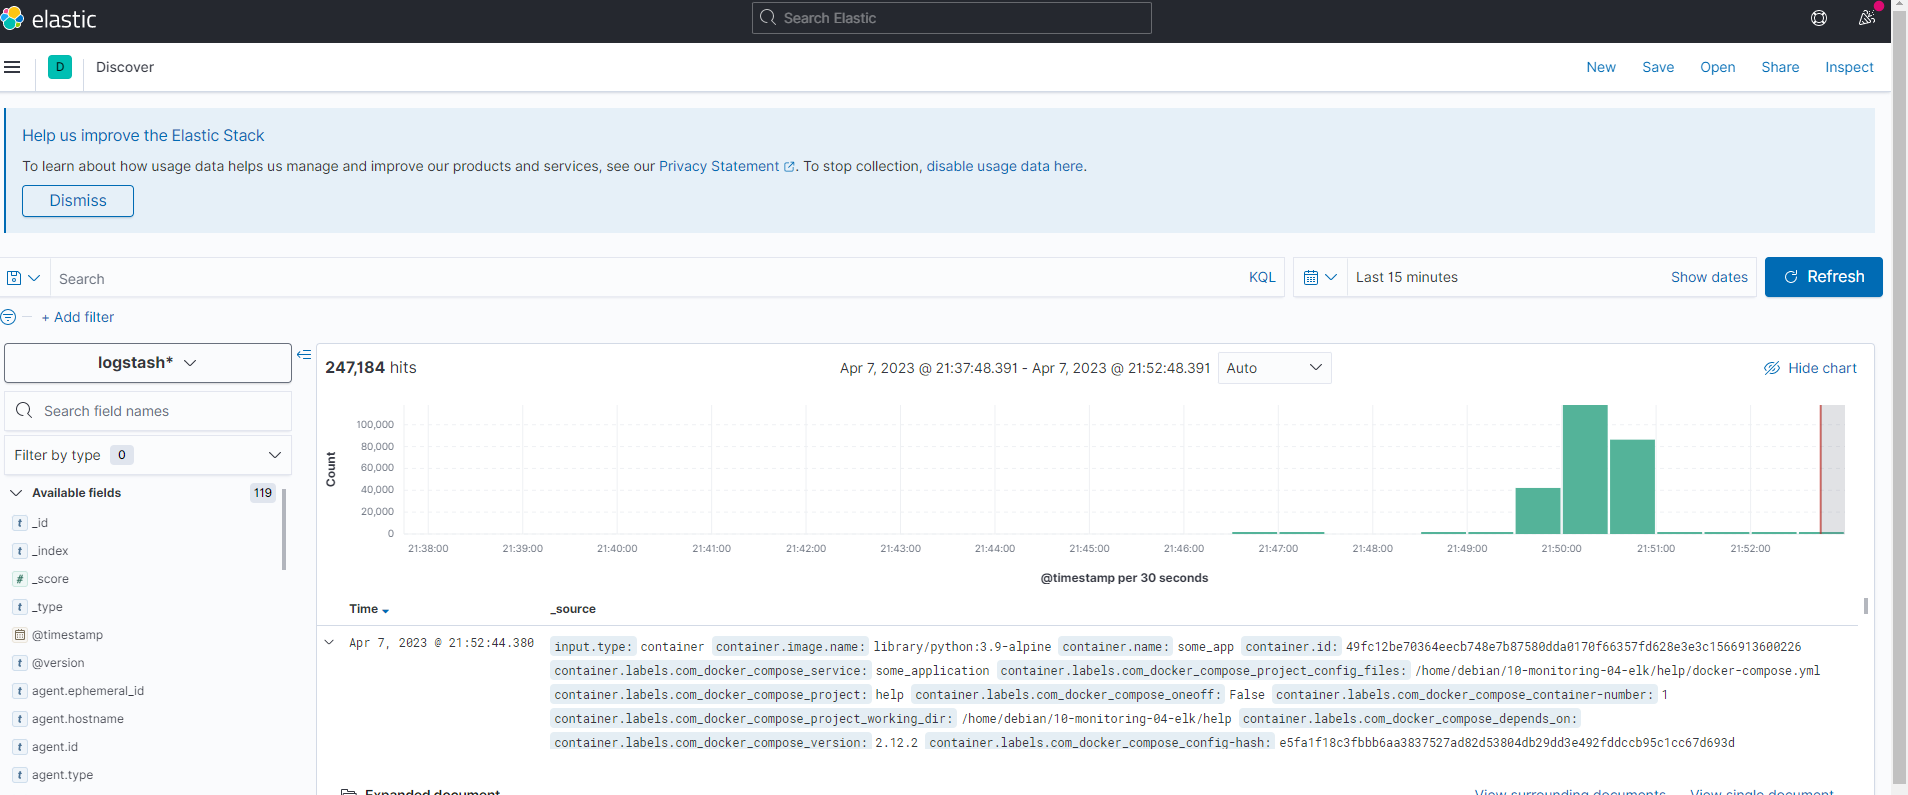 elastic
Search Elastic
D
Discover
New Save Open Share Inspect
Help us improve the Elastic Stack
To learn about how usage data helps us manage and improve our products and services, see our Privacy Statement. To stop collection, disable usage data here.
Dismiss
Search
KQL
Last 15 minutes
Show dates
Refresh
+ Add filter
logstash*
247,184 hits
Apr 7, 2023 @ 21:37:48.391 - Apr 7, 2023 @ 21:52:48.391
Auto
Hide chart
Search field names
Filter by type 0
Available fields 119
t _id
t _index
# _score
t _type
@timestamp
t @version
t agent.ephemeral_id
t agent.hostname
t agent.id
t agent.type
Count
100,000
80,000
60,000
40,000
20,000
0
21:38:00 21:39:00 21:40:00 21:41:00 21:42:00 21:43:00 21:44:00 21:45:00 21:46:00 21:47:00 21:48:00 21:49:00 21:50:00 21:51:00 21:52:00
@timestamp per 30 seconds
Time _source
Apr 7, 2023 @ 21:52:44.380
input.type: container container.image.name: library/python:3.9-alpine container.name: some_app container.id: 49fc12be70364eecb748e7b87580dda0170f66357fd628e3e3c1566913600226
container.labels.com_docker_compose_service: some_application container.labels.com_docker_compose_project_config_files: /home/debian/10-monitoring-04-elk/help/docker-compose.yml
container.labels.com_docker_compose_project: help container.labels.com_docker_compose_oneoff: False container.labels.com_docker_compose_container-number: 1
container.labels.com_docker_compose_project_working_dir: /home/debian/10-monitoring-04-elk/help container.labels.com_docker_compose_depends_on:
container.labels.com_docker_compose_version: 2.12.2 container.labels.com_docker_compose_config-hash: e5fa1f18c3fbbb6aa3837527ad82d53804db29dd3e492fddccb95c1cc67d693d
Expanded document
View surrounding documents
View single document